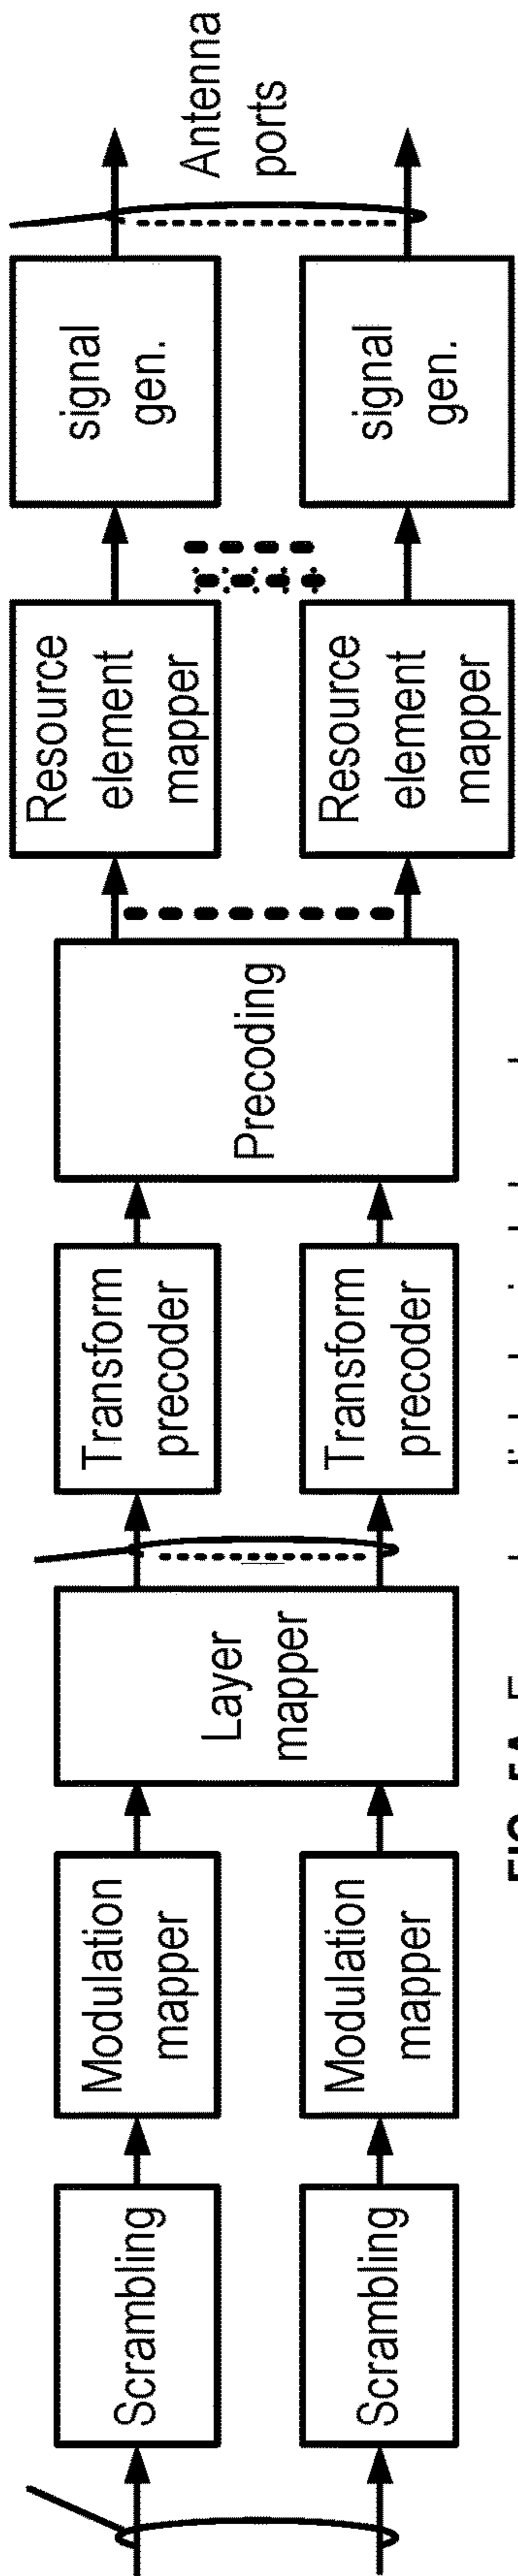 Scrambling
Modulation
mapper
Layer
mapper
Transform
precoder
Precoding
Resource
element
mapper
signal
gen.
Antenna
ports
Scrambling
Modulation
mapper
Transform
precoder
Resource
element
mapper
signal
gen.